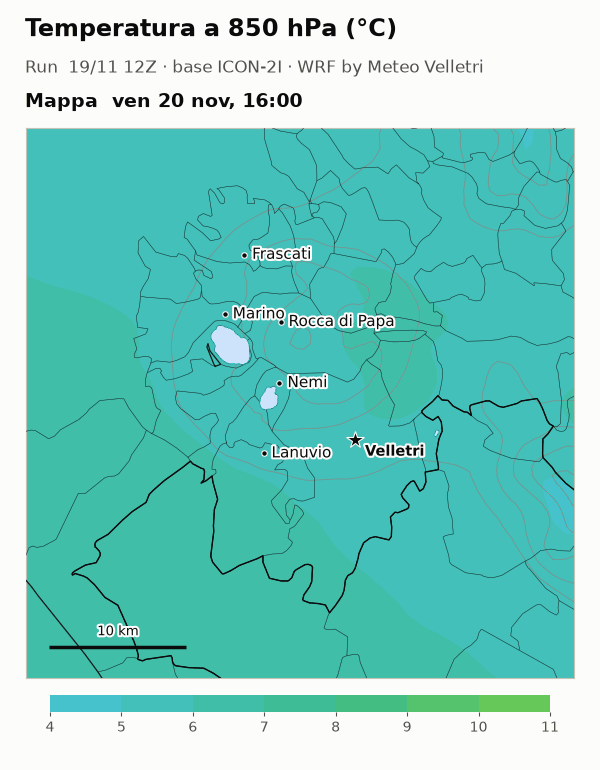 Temperatura a 850 hPa (°C)
Run  19/11 12Z · base ICON-2I · WRF by Meteo Velletri
Mappa  ven 20 nov, 16:00
Frascati
Marino
Rocca di Papa
Nemi
Velletri
Lanuvio
10 km
4 5 6 7 8 9 10 11